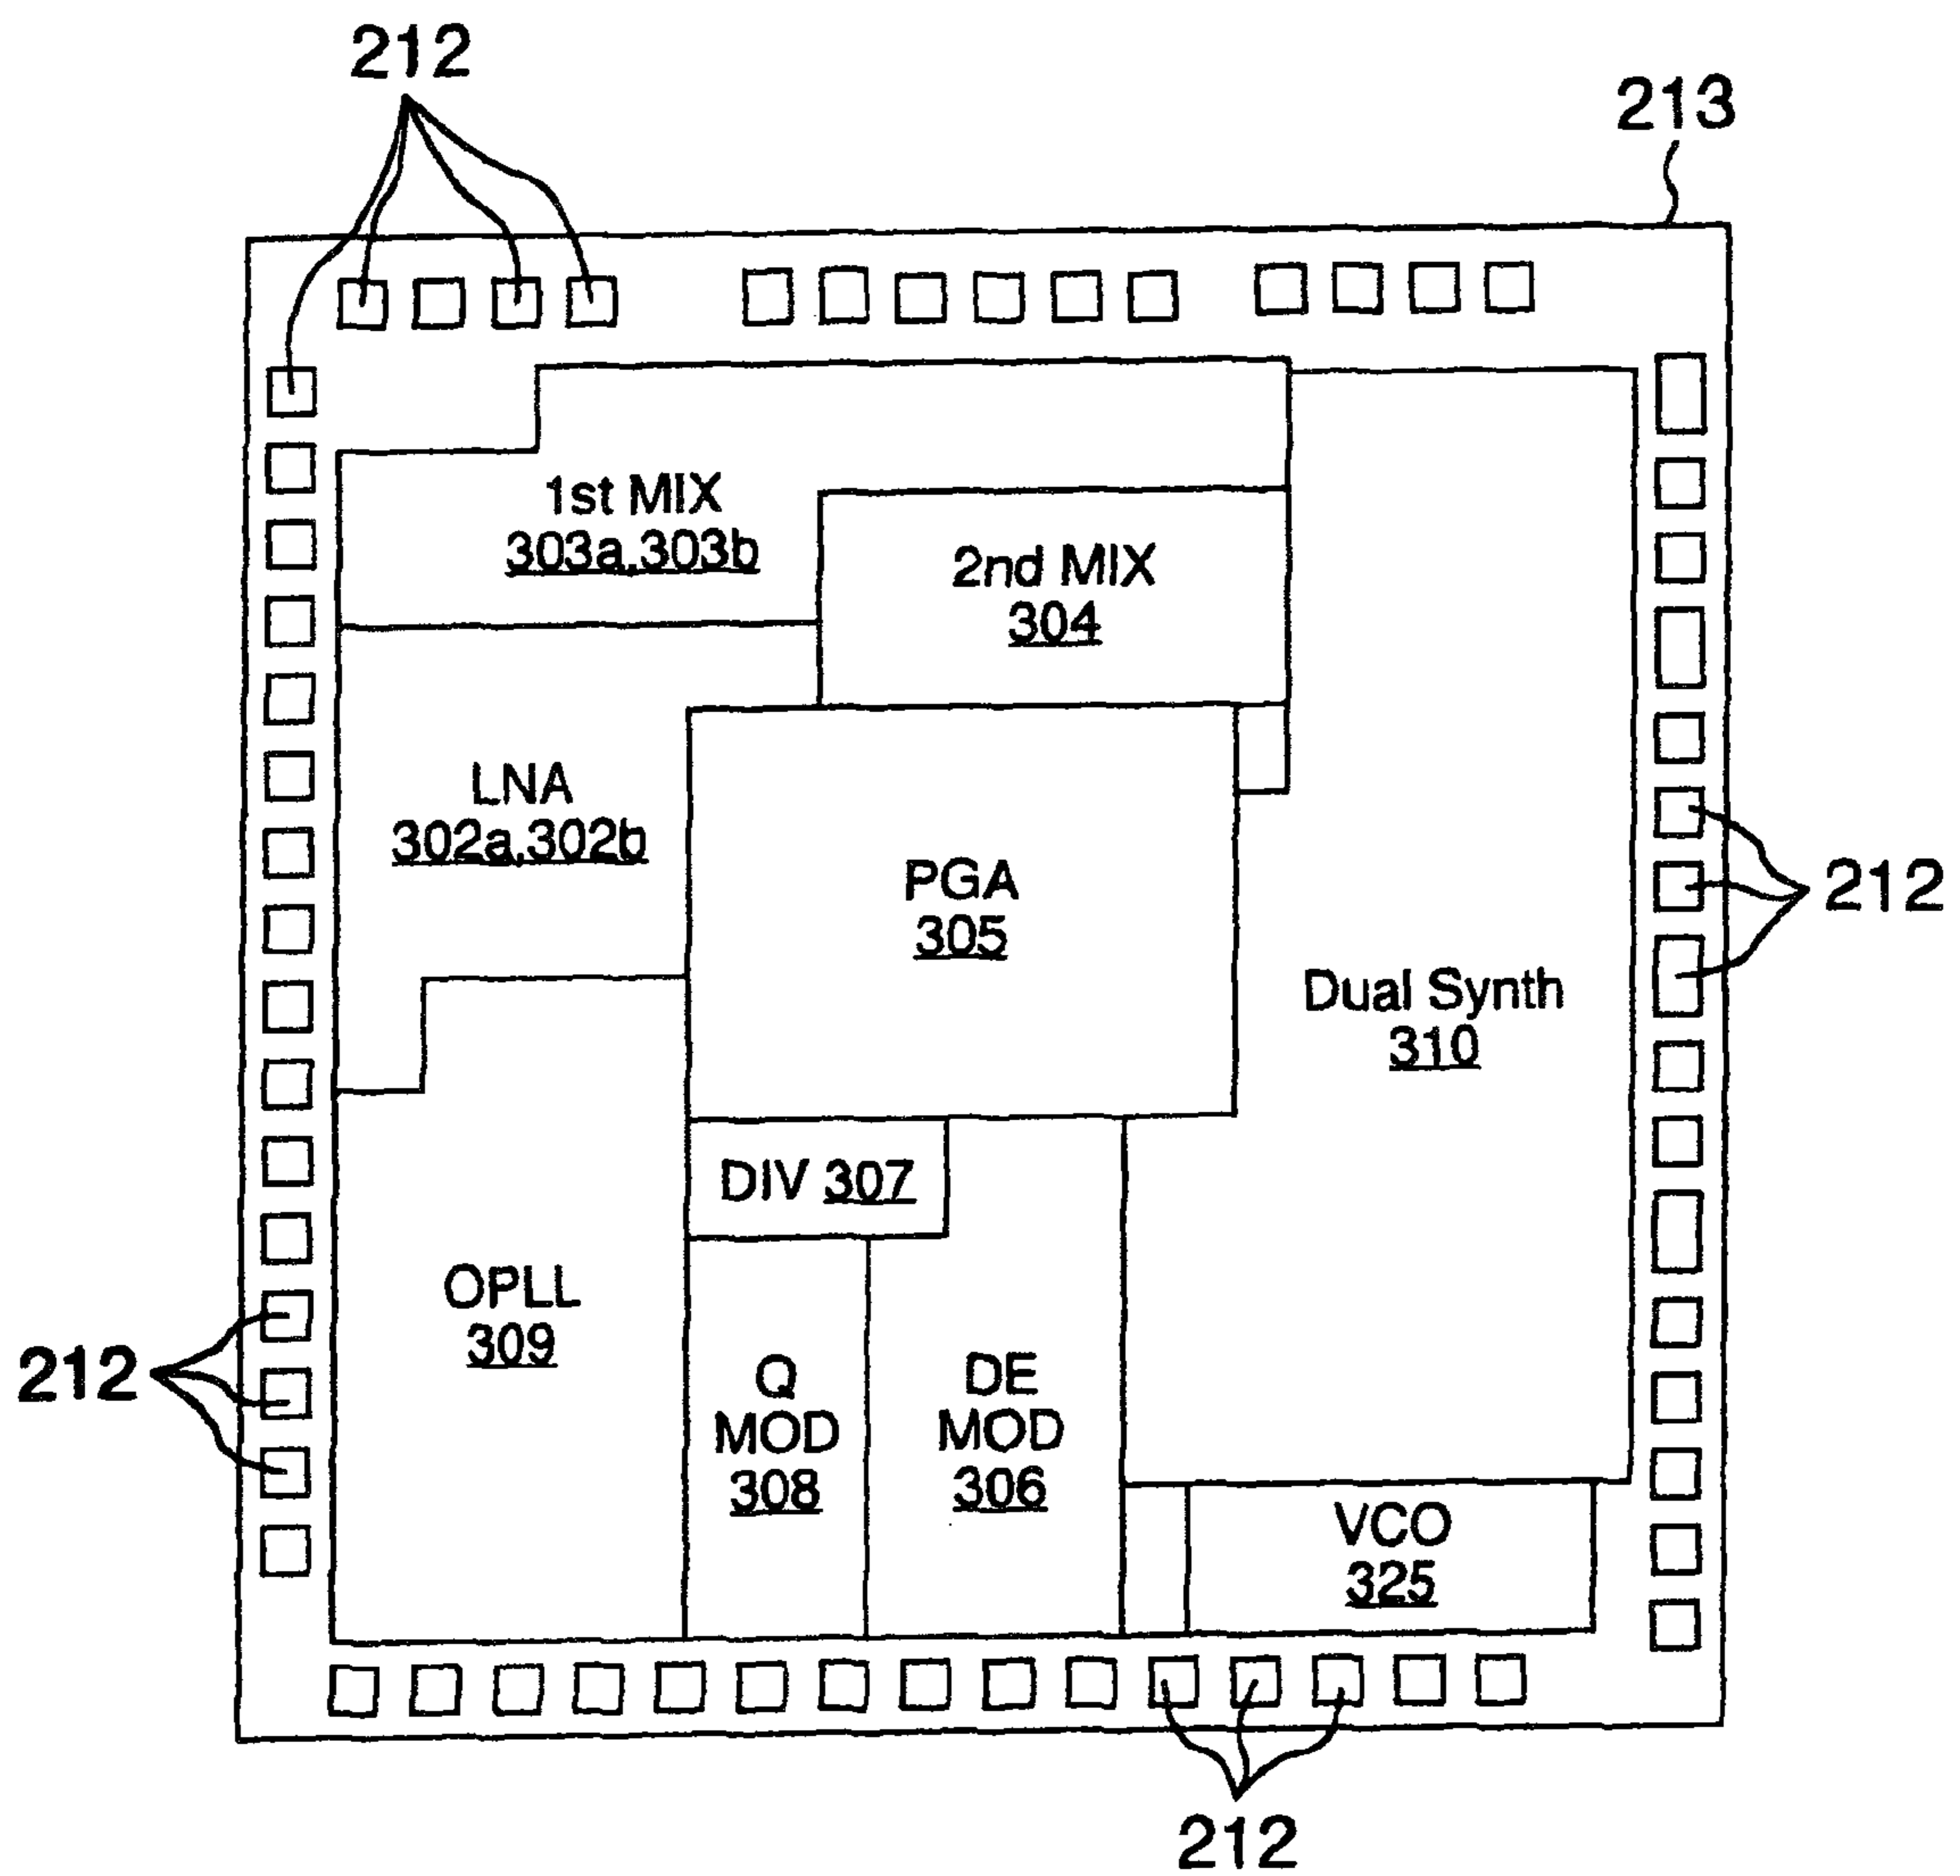 212
213
1st MIX
303a,303b
2nd MIX
304
LNA
302a,302b
PGA
305
212
Dual Synth
310
DIV 307
OPLL
309
212
Q
MOD
308
DE
MOD
306
VCO
325
212